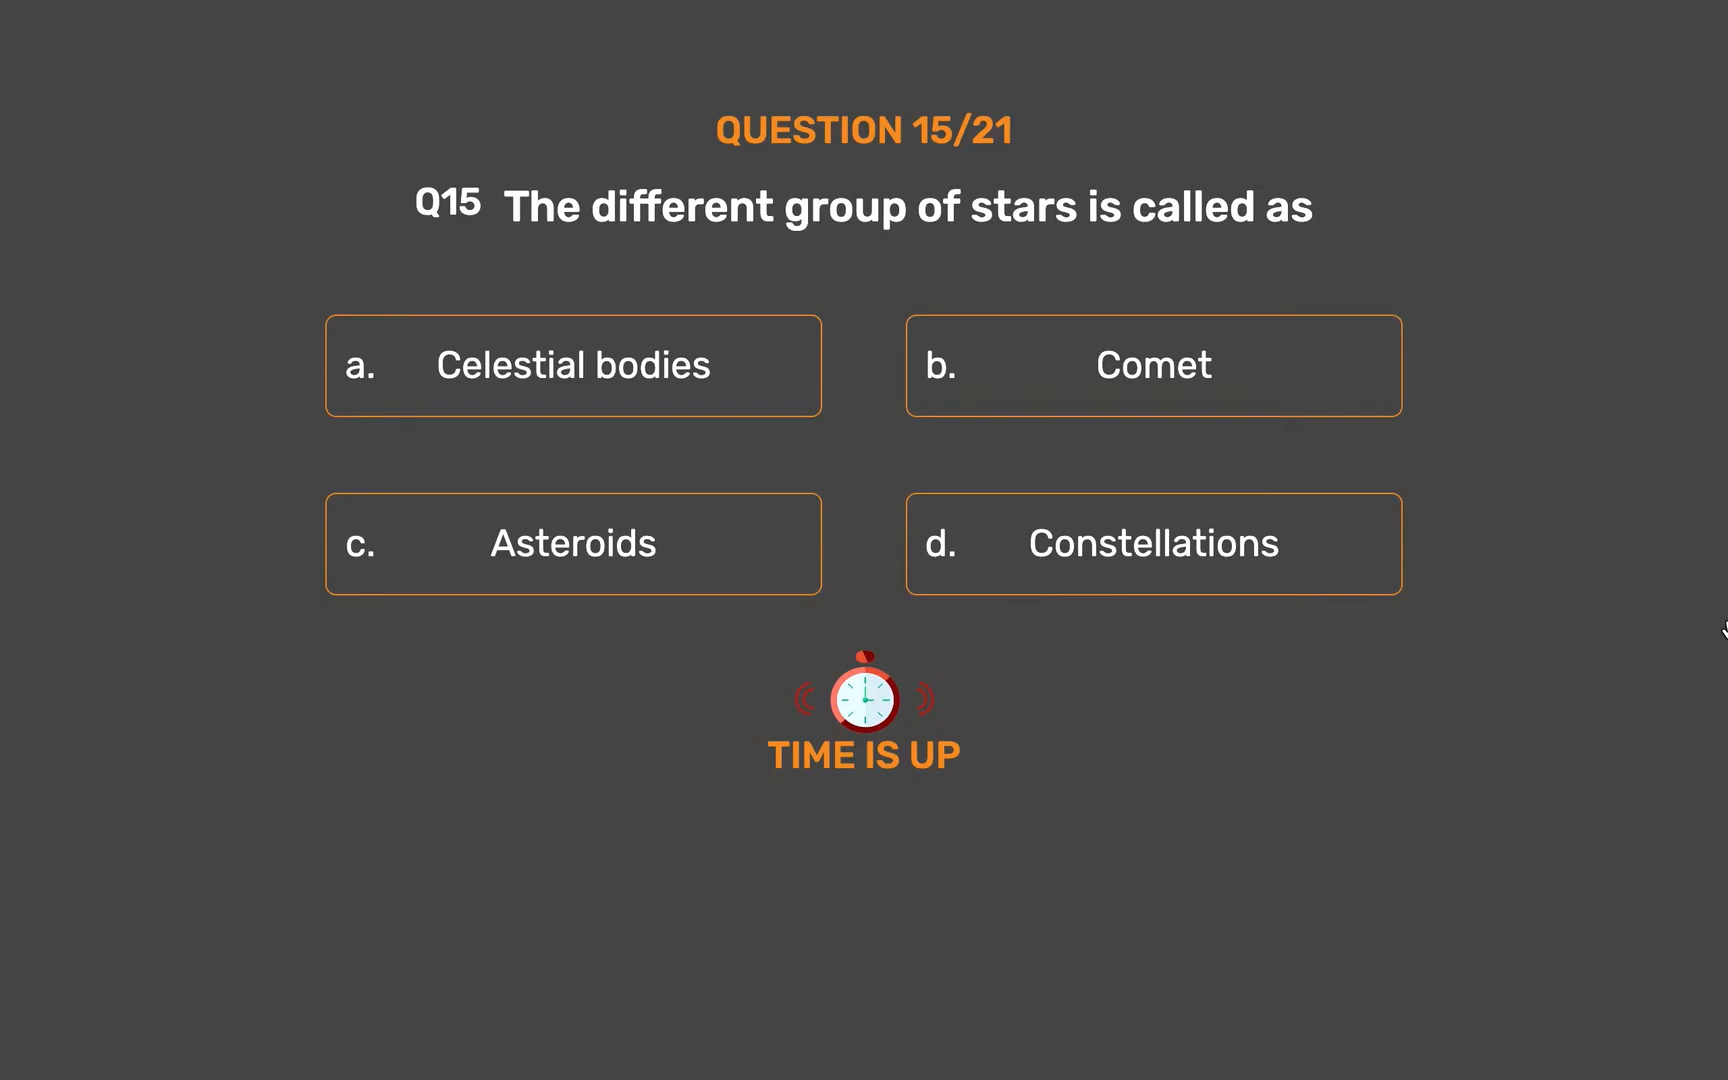 QUESTION 15/21
Q15 The different group of stars is called as
a. Celestial bodies
b. Comet
c. Asteroids
d. Constellations
TIME IS UP